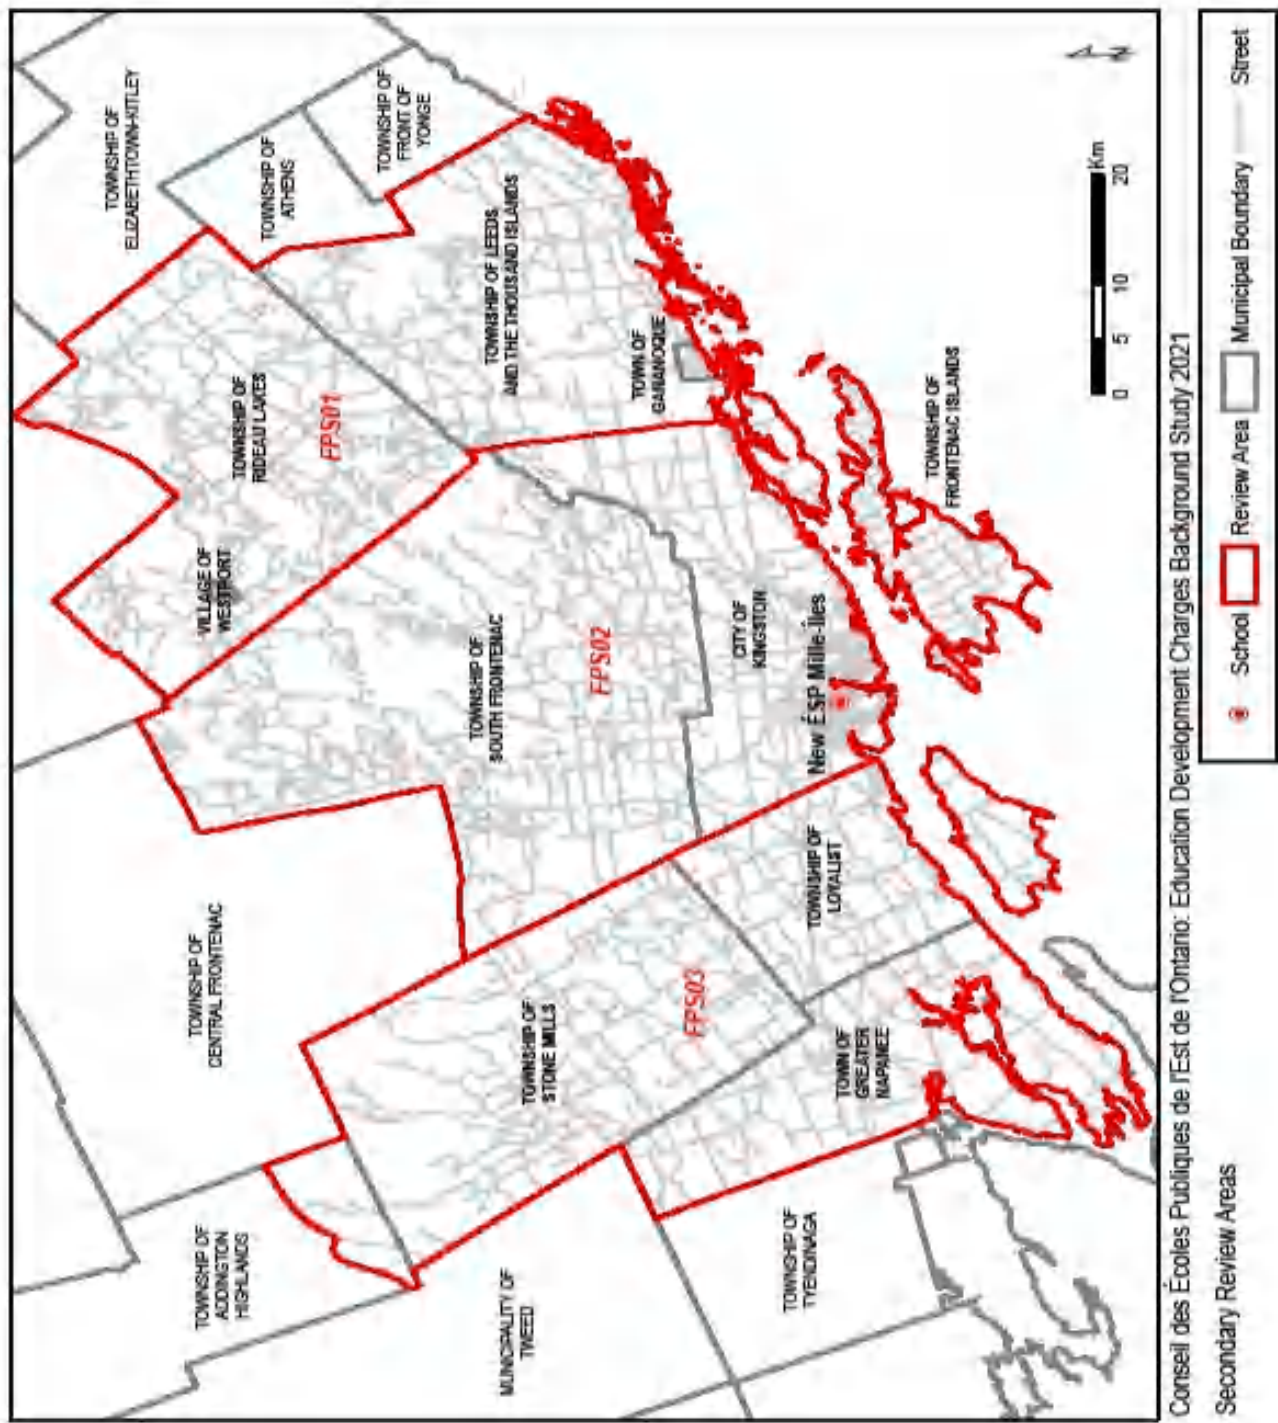 TOWNSHIP OF
ADDINGTON
HIGHLANDS
TOWNSHIP OF
CENTRAL FRONTENAC
TOWNSHIP OF
ELIZABETHTOWN-KITLEY
VILLAGE OF
WESTPORT
TOWNSHIP OF
RIDEAU LAKES
FPS01
TOWNSHIP OF
ATHENS
TOWNSHIP OF
FRONT OF
YONGE
MUNICIPALITY OF
TWEED
TOWNSHIP OF
STONE MILLS
TOWNSHIP OF
SOUTH FRONTENAC
TOWNSHIP OF LEEDS
AND THE THOUSAND ISLANDS
FPS02
FPS03
TOWN OF
GANANOQUE
CITY OF
KINGSTON
TOWNSHIP OF
TYENDINAGA
TOWN OF
GREATER
NAPANEE
TOWNSHIP OF
LOYALIST
New ÉSP Mille-Îles
TOWNSHIP OF
FRONTENAC ISLANDS
N
0 5 10 20
Km
Conseil des Écoles Publiques de l'Est de l'Ontario: Education Development Charges Background Study 2021
Secondary Review Areas
School
Review Area
Municipal Boundary
Street